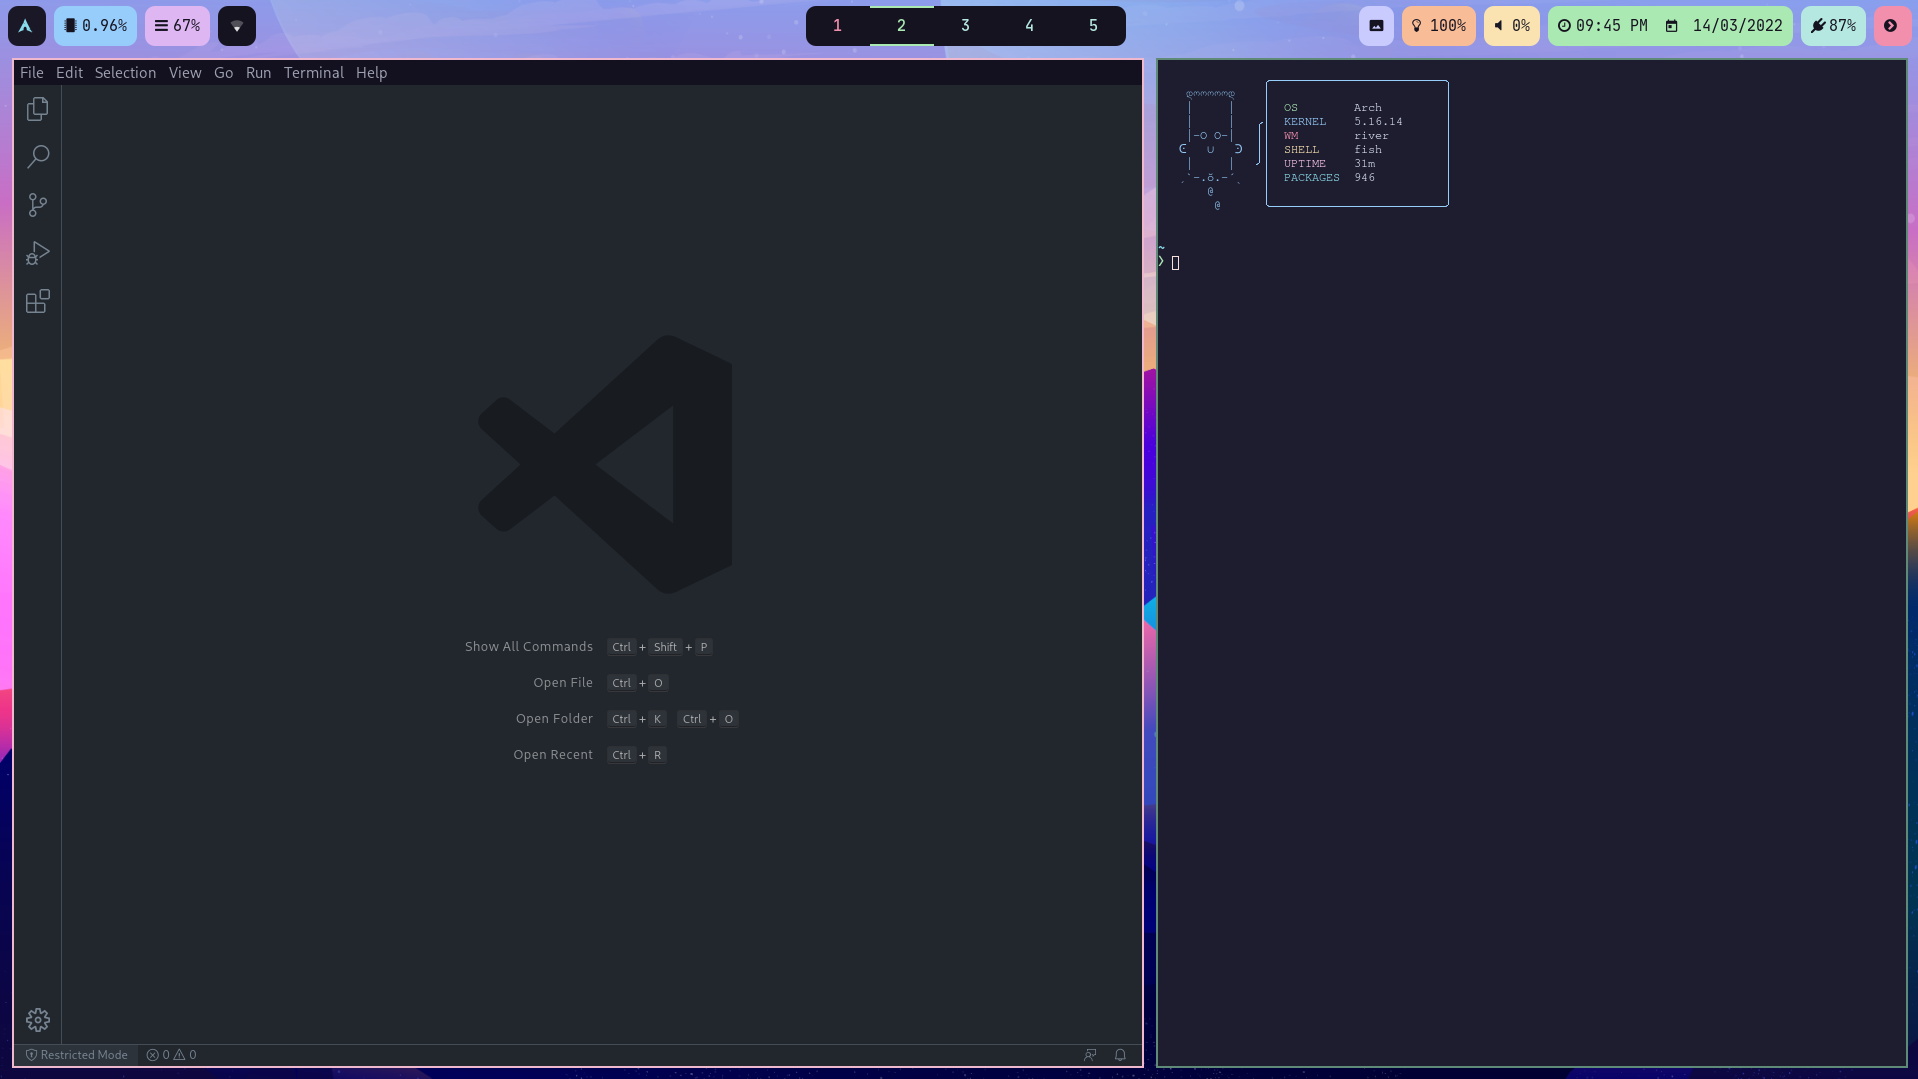 0.96% 67% 1 2 3 4 5 100% 0% 09:45 PM 14/03/2022 87%
File Edit Selection View Go Run Terminal Help
OS Arch
KERNEL 5.16.14
WM river
SHELL fish
UPTIME 31m
PACKAGES 946
~
❯
Show All Commands Ctrl + Shift + P
Open File Ctrl + O
Open Folder Ctrl + K Ctrl + O
Open Recent Ctrl + R
Restricted Mode 0 0